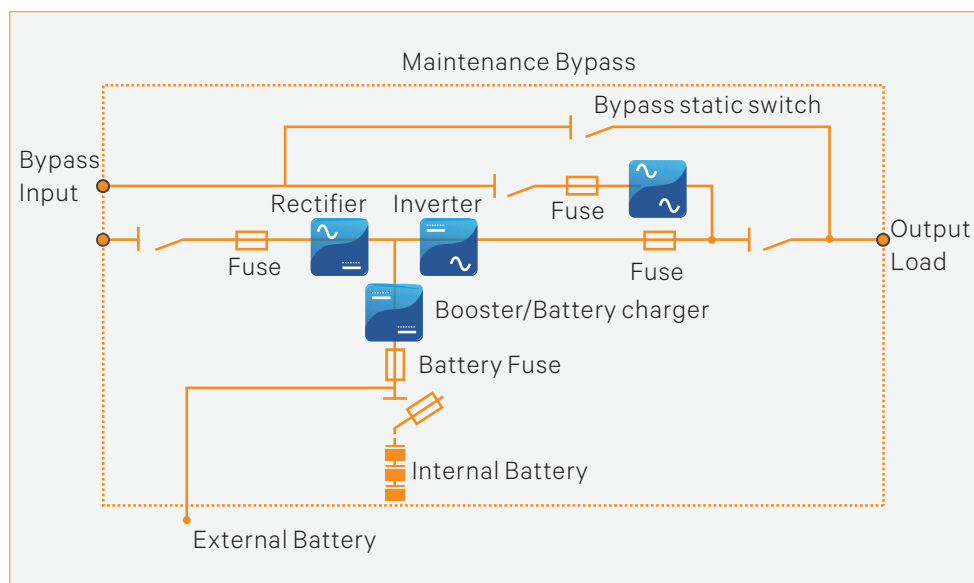 Maintenance Bypass
Bypass static switch
Bypass
Input
Rectifier
Inverter
Fuse
Fuse
Fuse
Output
Load
Booster/Battery charger
Battery Fuse
Internal Battery
External Battery